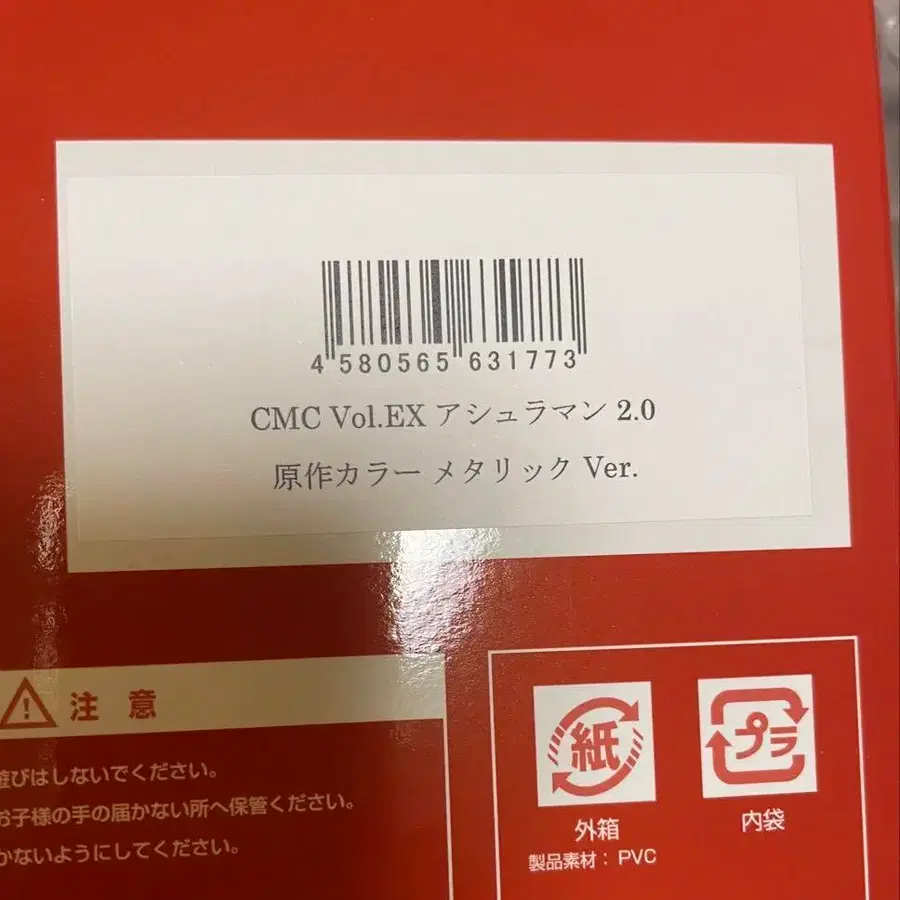 4 580565 631773
CMC Vol.EX アシュラマン 2.0
原作カラー メタリック Ver.
注 意
遊びはしないでください。
お子様の手の届かない所へ保管ください。
かないようにしてください。
紙
外箱
プラ
内袋
製品素材：PVC